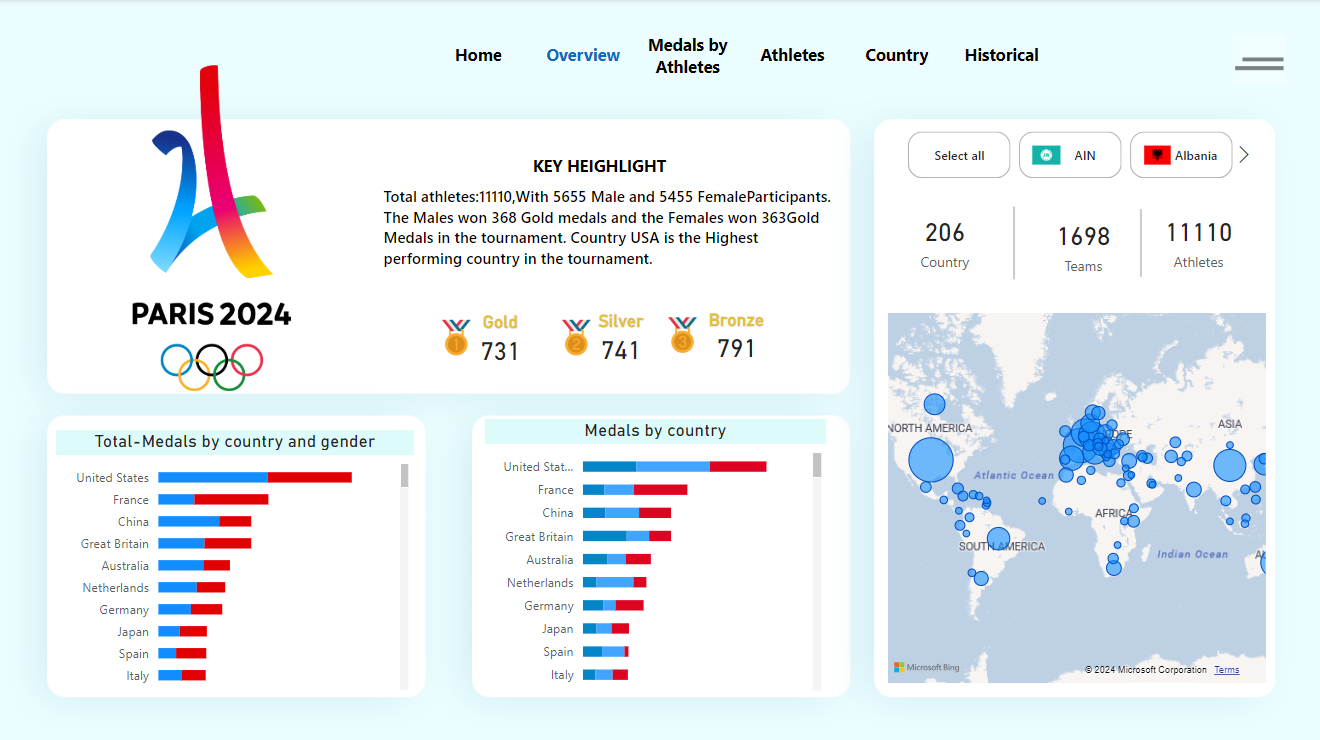 Home
Overview
Medals by
Athletes
Athletes
Country
Historical
PARIS 2024
KEY HEIGHLIGHT
Total athletes:11110,With 5655 Male and 5455 FemaleParticipants.
The Males won 368 Gold medals and the Females won 363Gold
Medals in the tournament. Country USA is the Highest
performing country in the tournament.
1
Gold
731
2
Silver
741
3
Bronze
791
Select all
AIN
Albania
206
Country
1698
Teams
11110
Athletes
Total-Medals by country and gender
United States
France
China
Great Britain
Australia
Netherlands
Germany
Japan
Spain
Italy
Medals by country
United Stat...
France
China
Great Britain
Australia
Netherlands
Germany
Japan
Spain
Italy
NORTH AMERICA
ASIA
Atlantic Ocean
AFRICA
SOUTH AMERICA
Indian Ocean
Microsoft Bing
© 2024 Microsoft Corporation Terms